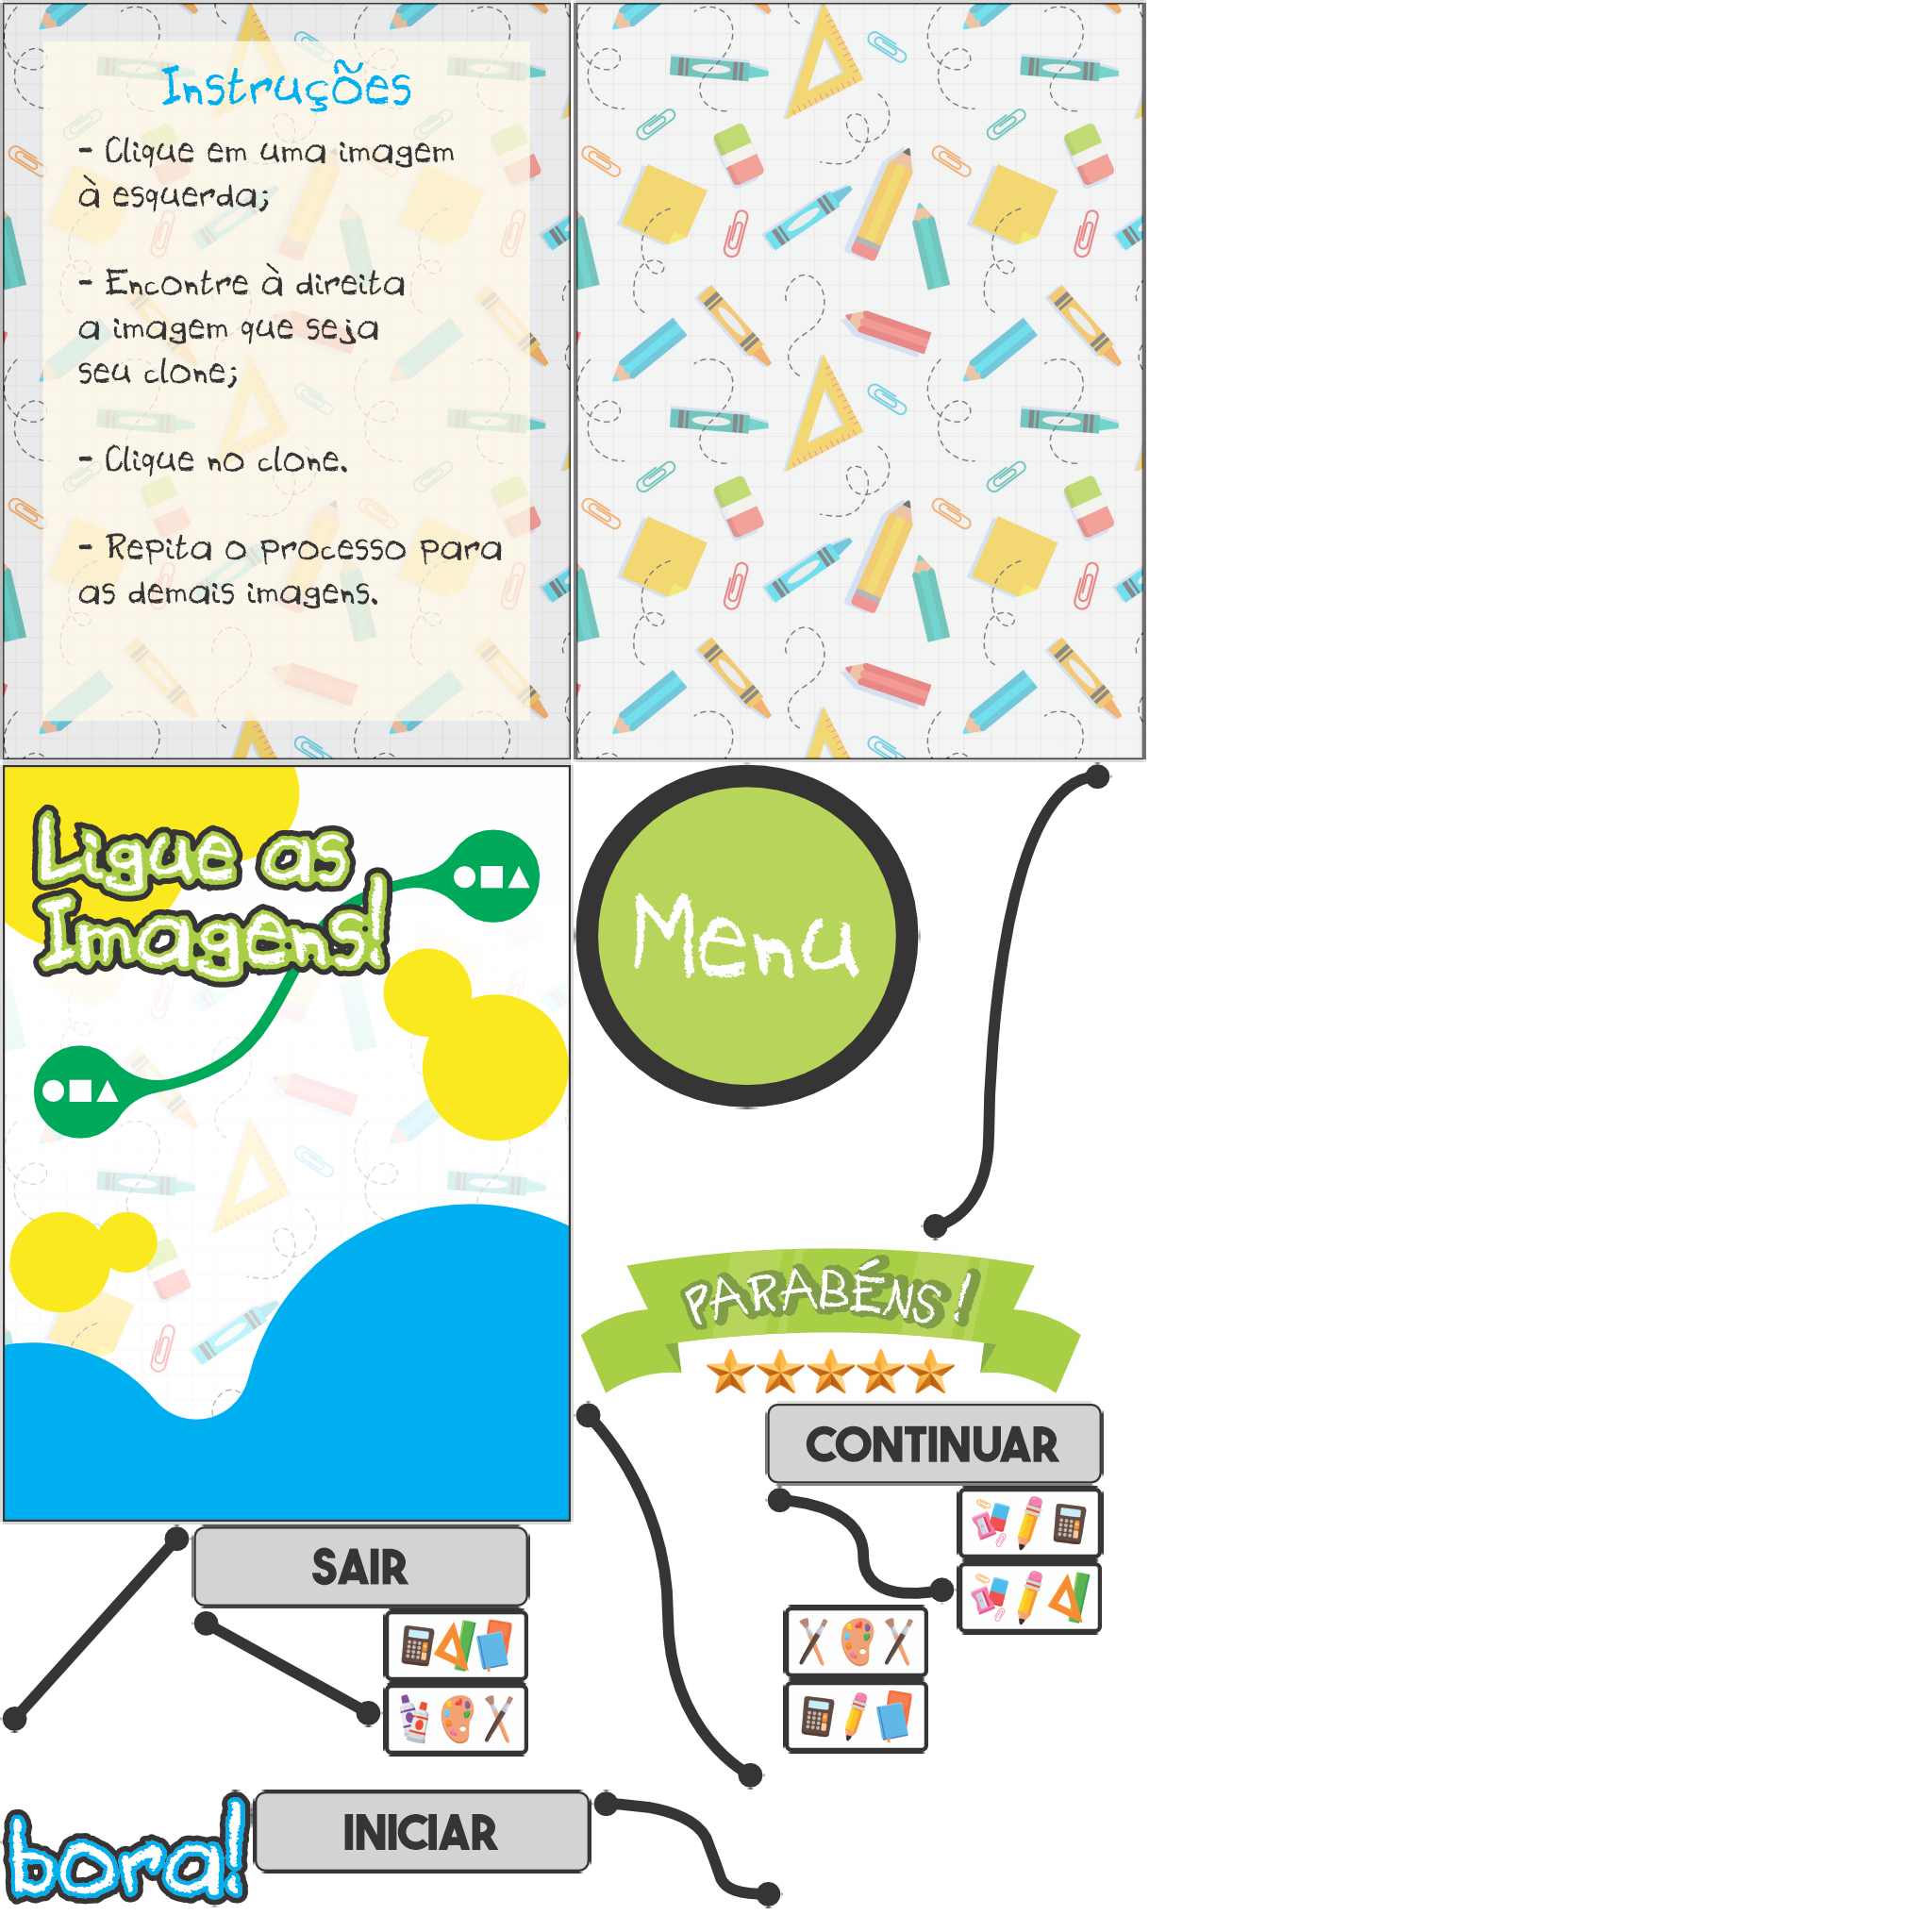 Instruções
- Clique em uma imagem
à esquerda;
- Encontre à direita
a imagem que seja
seu clone;
- Clique no clone.
- Repita o processo para
as demais imagens.
Ligue as
Imagens!
Menu
PARABÉNS!
CONTINUAR
SAIR
bora!
INICIAR